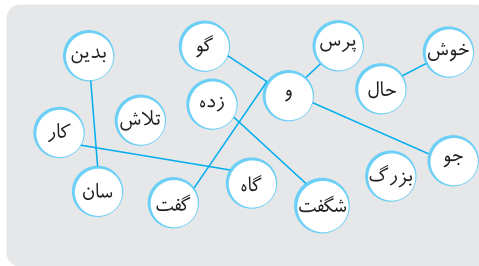 خوش
پرس
گو
بدین
حال
و
زده
تلاش
کار
جو
بزرگ
گاه
شگفت
گفت
سان